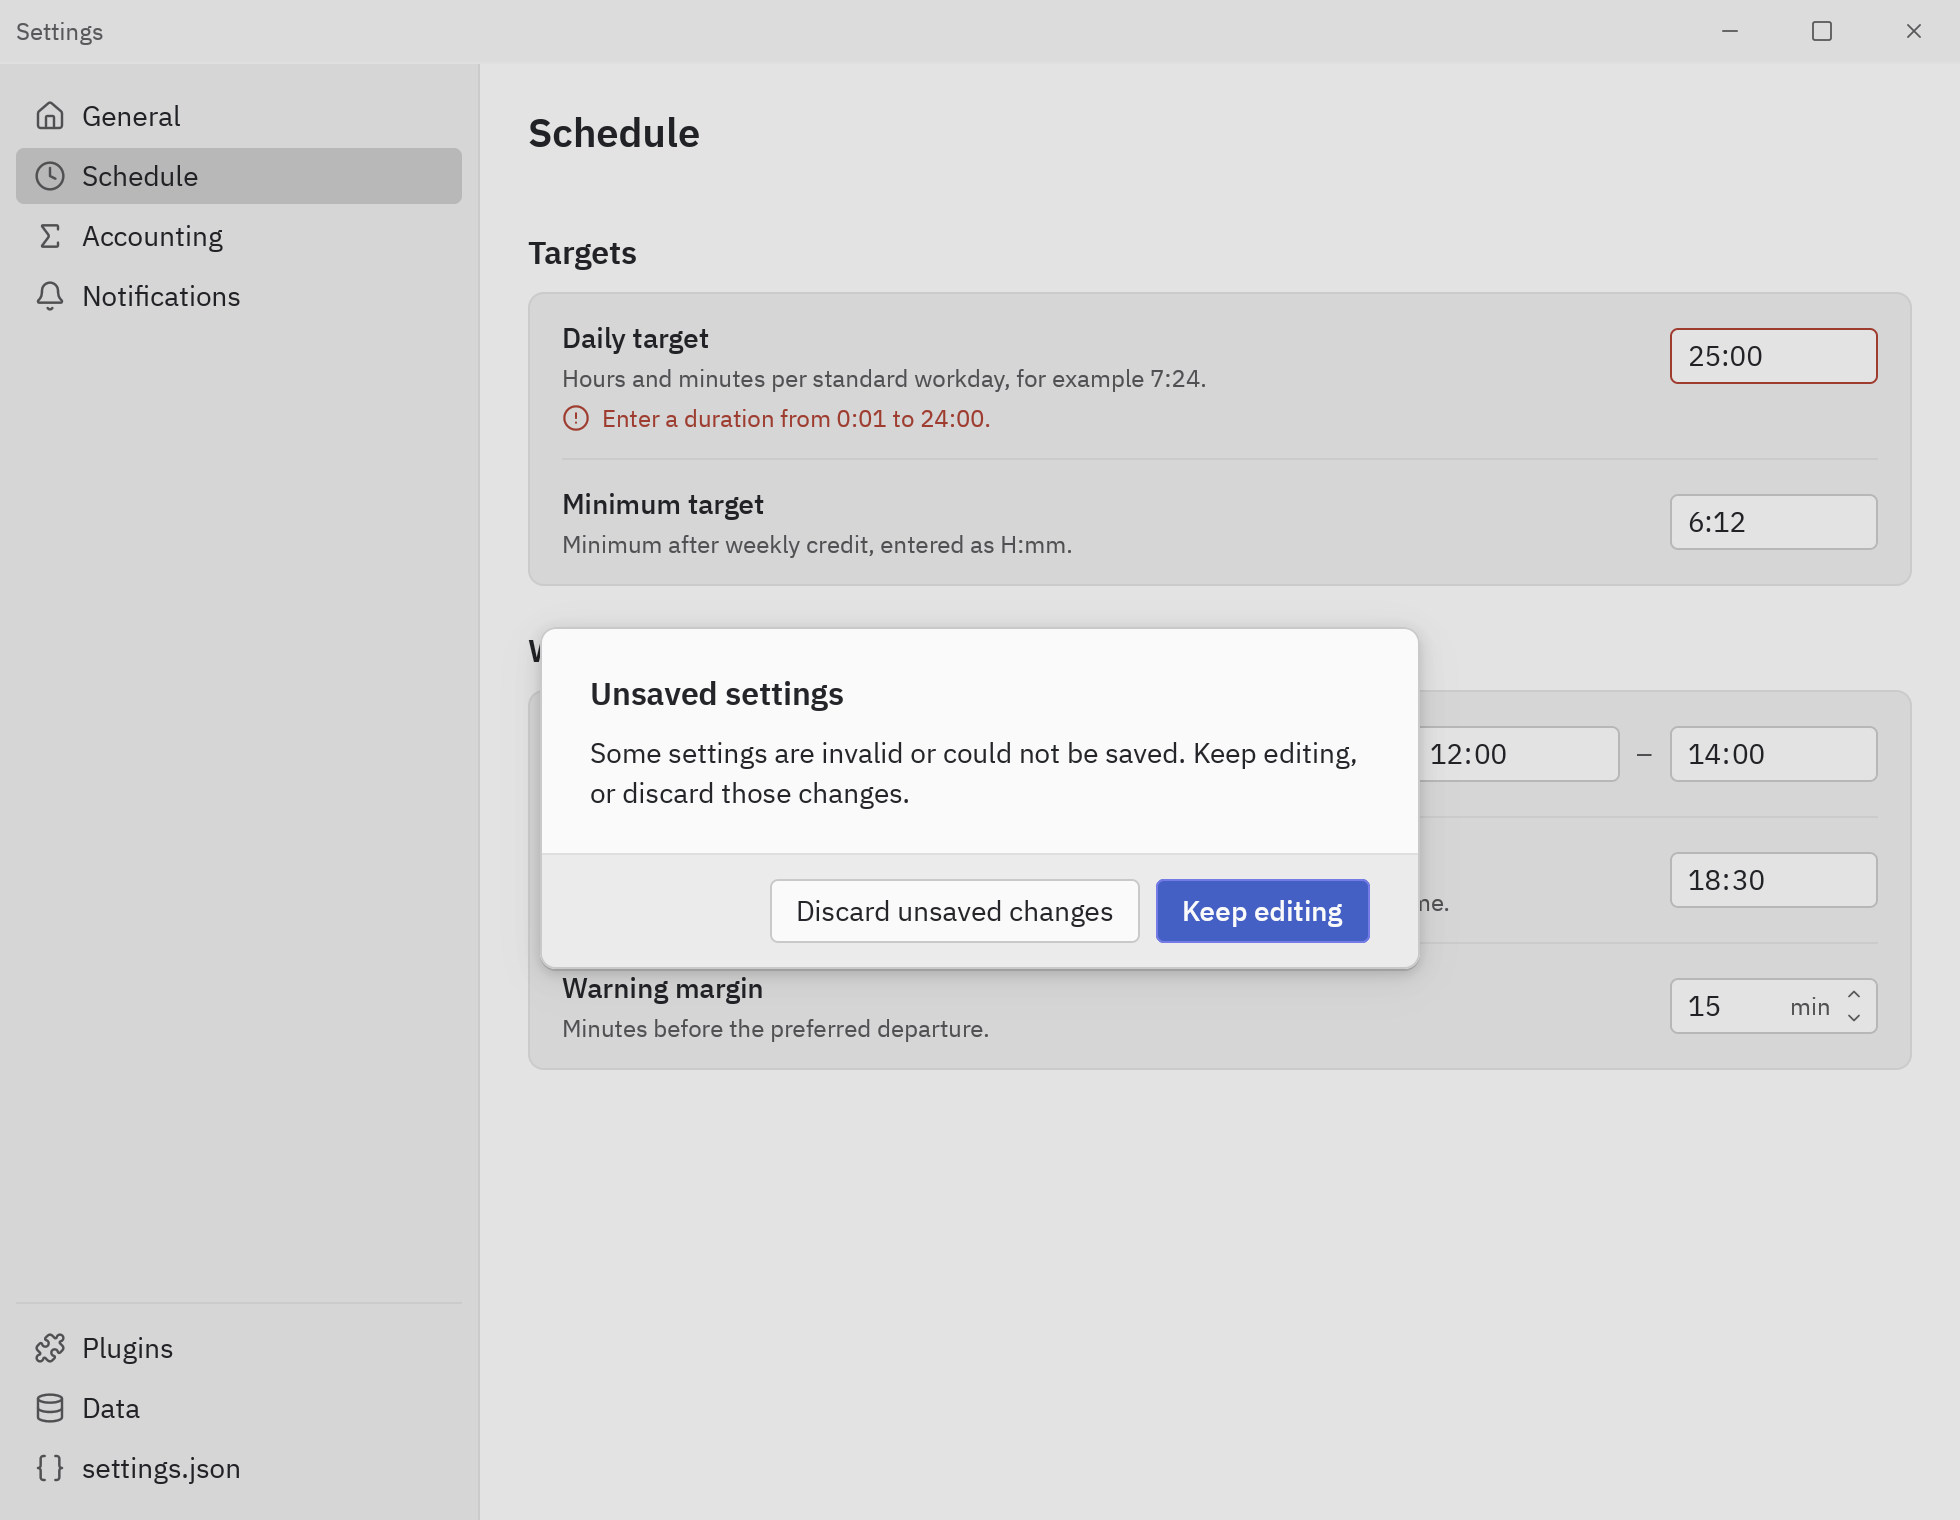 Settings
General
Schedule
Accounting
Notifications
Plugins
Data
settings.json
Schedule
Targets
Daily target
25:00
Hours and minutes per standard workday, for example 7:24.
Enter a duration from 0:01 to 24:00.
Minimum target
6:12
Minimum after weekly credit, entered as H:mm.
12:00 – 14:00
18:30
Warning margin
15 min
Minutes before the preferred departure.
Unsaved settings
Some settings are invalid or could not be saved. Keep editing,
or discard those changes.
Discard unsaved changes
Keep editing